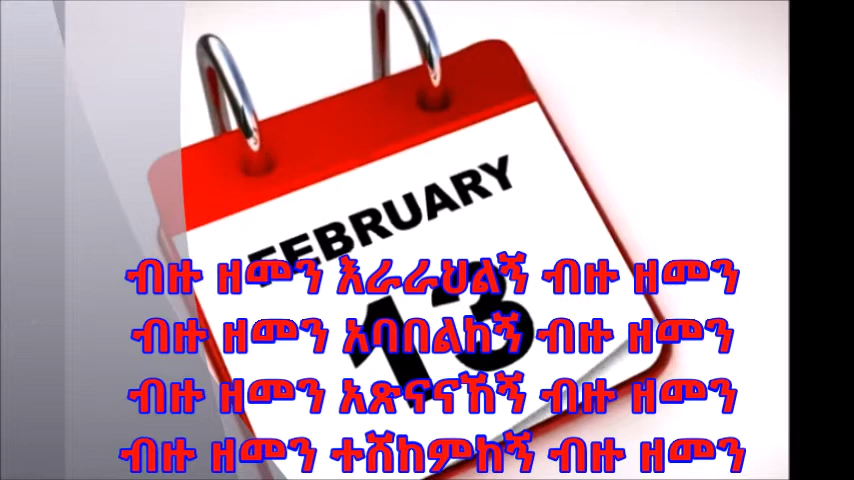 FEBRUARY
13
ብዙ ዘመን እራራህልኝ ብዙ ዘመን
ብዙ ዘመን አባበልከኝ ብዙ ዘመን
ብዙ ዘመን አጽናናኸኝ ብዙ ዘመን
ብዙ ዘመን ተሸከምከኝ ብዙ ዘመን